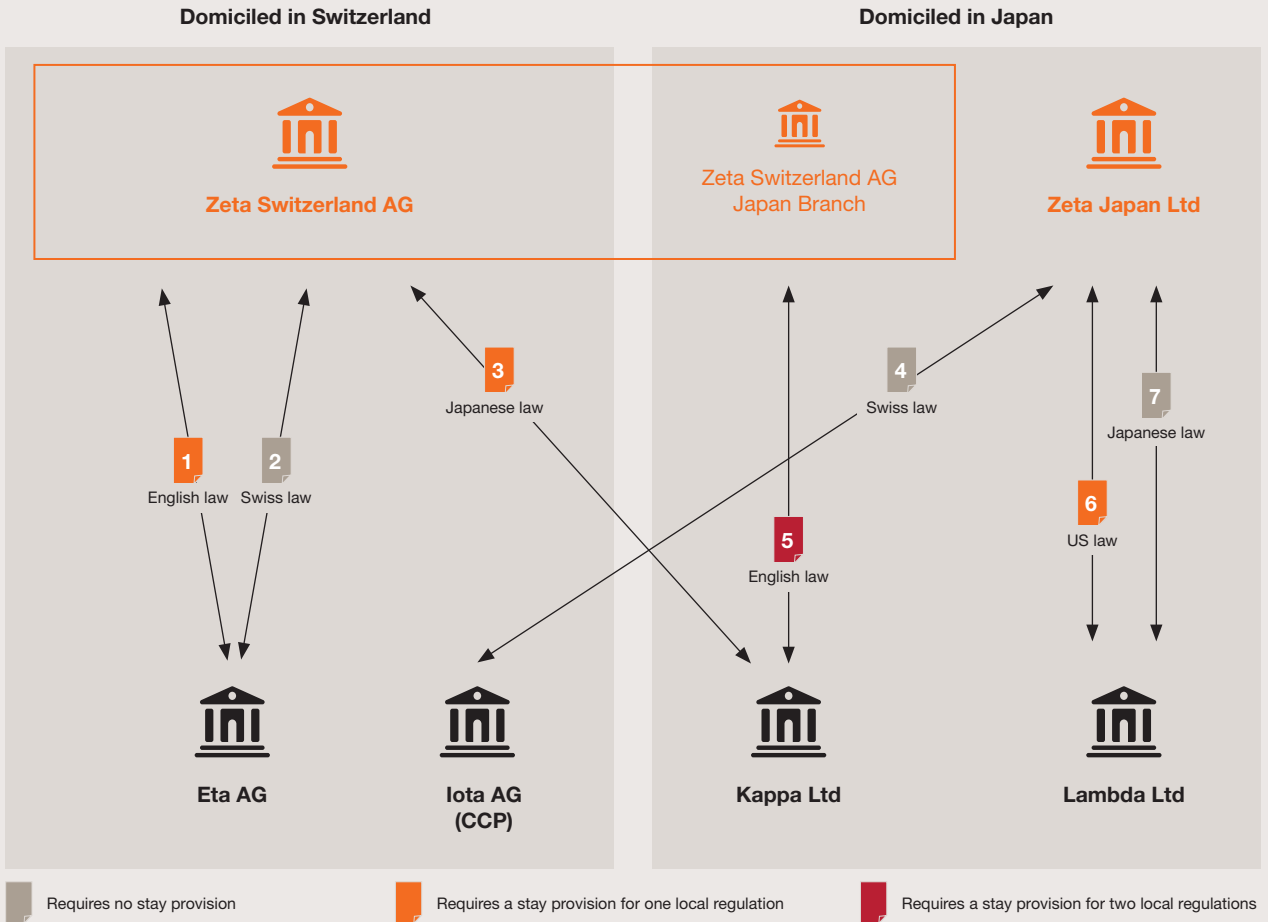 Domiciled in Switzerland
Domiciled in Japan
Zeta Switzerland AG
Zeta Switzerland AG
Japan Branch
Zeta Japan Ltd
3
Japanese law
4
Swiss law
7
Japanese law
1
English law
2
Swiss law
6
US law
5
English law
Eta AG
Iota AG
(CCP)
Kappa Ltd
Lambda Ltd
Requires no stay provision
Requires a stay provision for one local regulation
Requires a stay provision for two local regulations